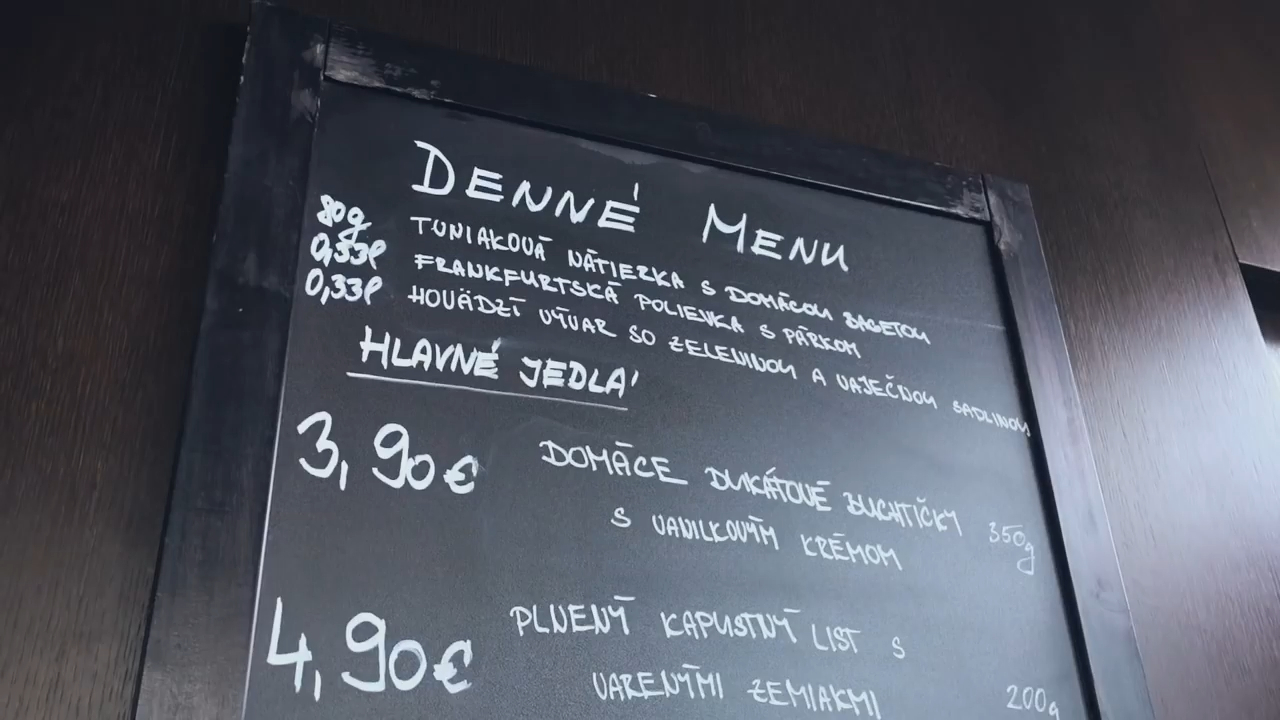 DENNÉ MENU
80g TUNIAKOVÁ NÁTIERKA S DOMÁCOU BAGETOU
0,33l FRANKFURTSKÁ POLIEVKA S PÁRKOM
0,33l HOVÄDZÍ VÝVAR SO ZELENINOU A VAJEČNOU SADLINOU
HLAVNÉ JEDLÁ
3,90€ DOMÁCE DUKÁTOVÉ BUCHTIČKY 350g
S VANILKOVÝM KRÉMOM
4,90€ PLNENÝ KAPUSTNÝ LIST S
VARENÝMI ZEMIAKMI 200g